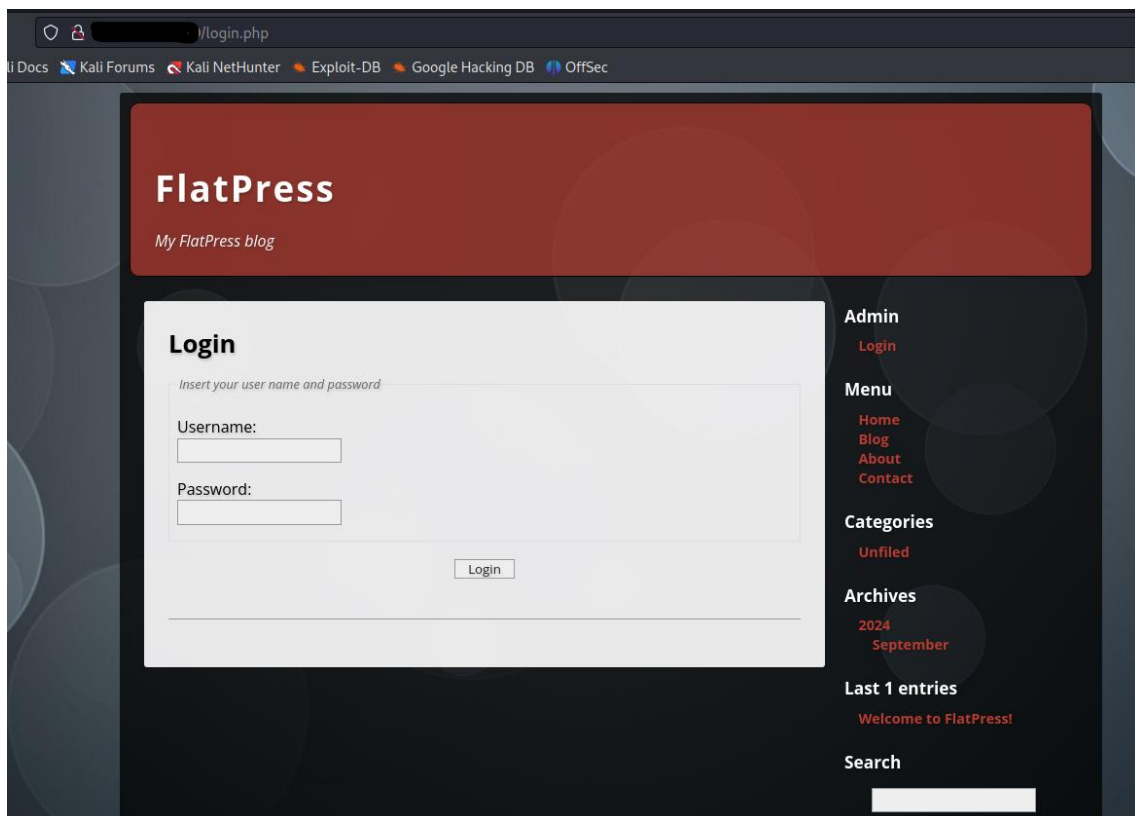 /login.php
li Docs Kali Forums Kali NetHunter Exploit-DB Google Hacking DB OffSec
FlatPress
My FlatPress blog
Login
Insert your user name and password
Username:
Password:
Login
Admin
Login
Menu
Home
Blog
About
Contact
Categories
Unfiled
Archives
2024
September
Last 1 entries
Welcome to FlatPress!
Search